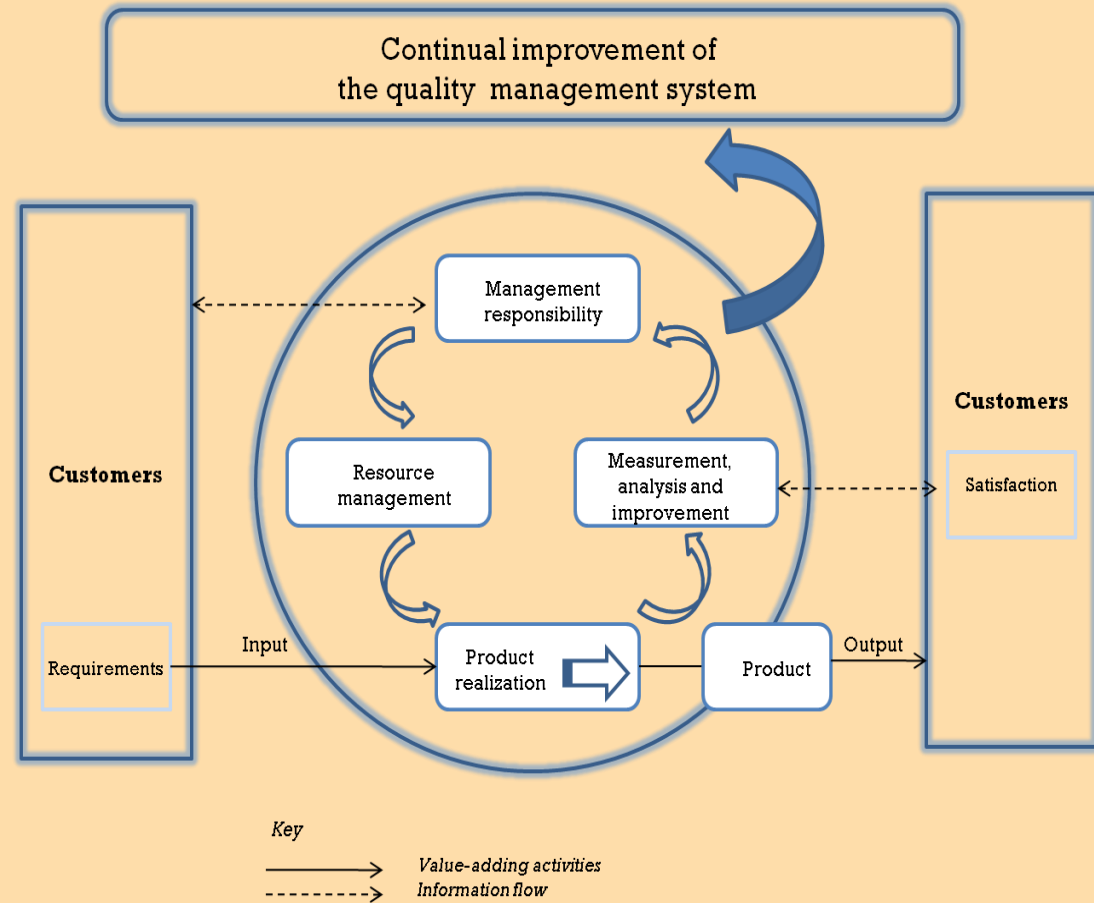 Continual improvement of
the quality management system
Management
responsibility
Customers
Customers
Resource
management
Measurement,
analysis and
improvement
Satisfaction
Requirements
Input
Product
realization
Product
Output
Key
Value-adding activities
Information flow